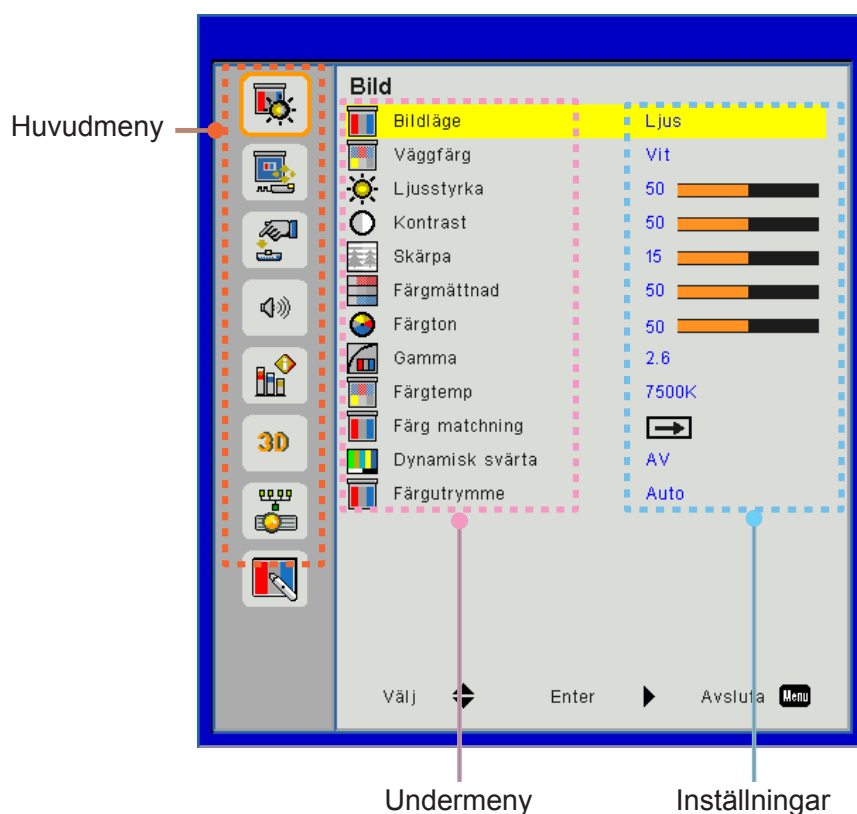 Bild
Huvudmeny
Bildläge Ljus
Väggfärg Vit
Ljusstyrka 50
Kontrast 50
Skärpa 15
Färgmättnad 50
Färgton 50
Gamma 2.6
Färgtemp 7500K
Färg matchning
3D
Dynamisk svärta AV
Färgutrymme Auto
Välj Enter Avsluta Menu
Undermeny Inställningar